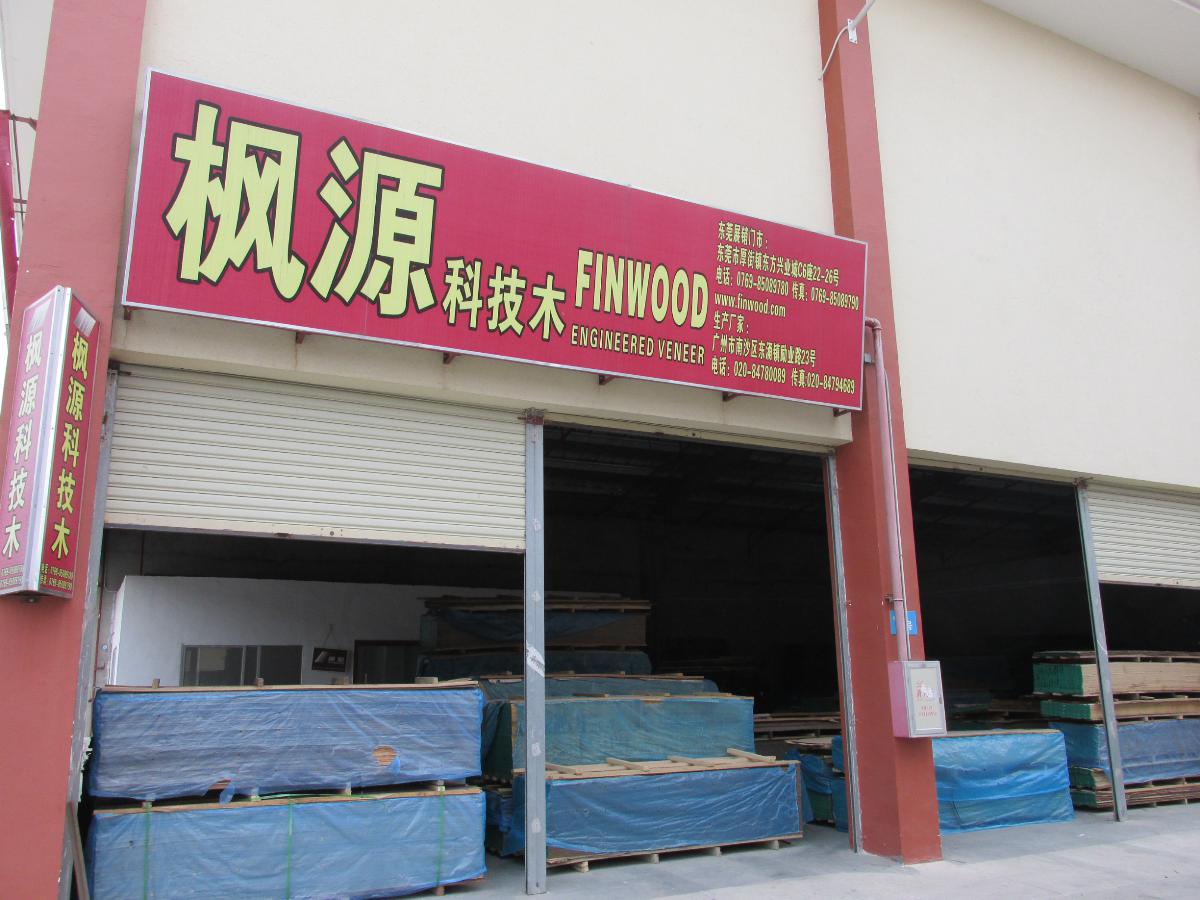 枫源科技木
FINWOOD
ENGINEERED VENEER
东莞展销门市：
东莞市厚街镇东方兴业城C6座22-26号
电话：0769-85089780 传真：0769-85089790
www.finwood.com
生产厂家：
广州市南沙区东涌镇励业路23号
电话：020-84780089 传真:020-84794689
枫源科技木
枫源科技木